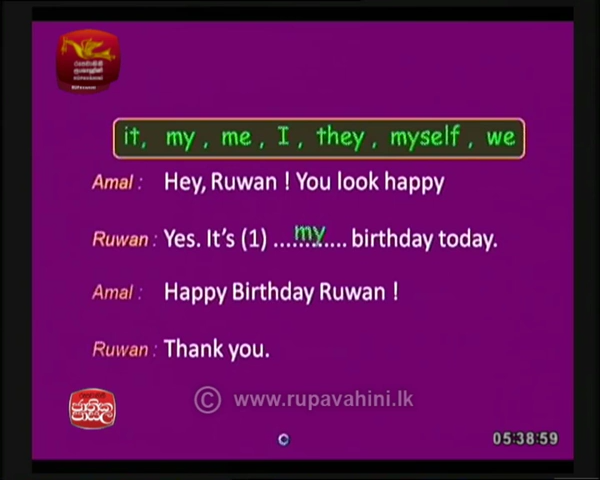 it, my , me , I , they , myself , we
Amal : Hey, Ruwan ! You look happy
Ruwan : Yes. It's (1) ....my.... birthday today.
Amal : Happy Birthday Ruwan !
Ruwan : Thank you.
© www.rupavahini.lk
05:38:59